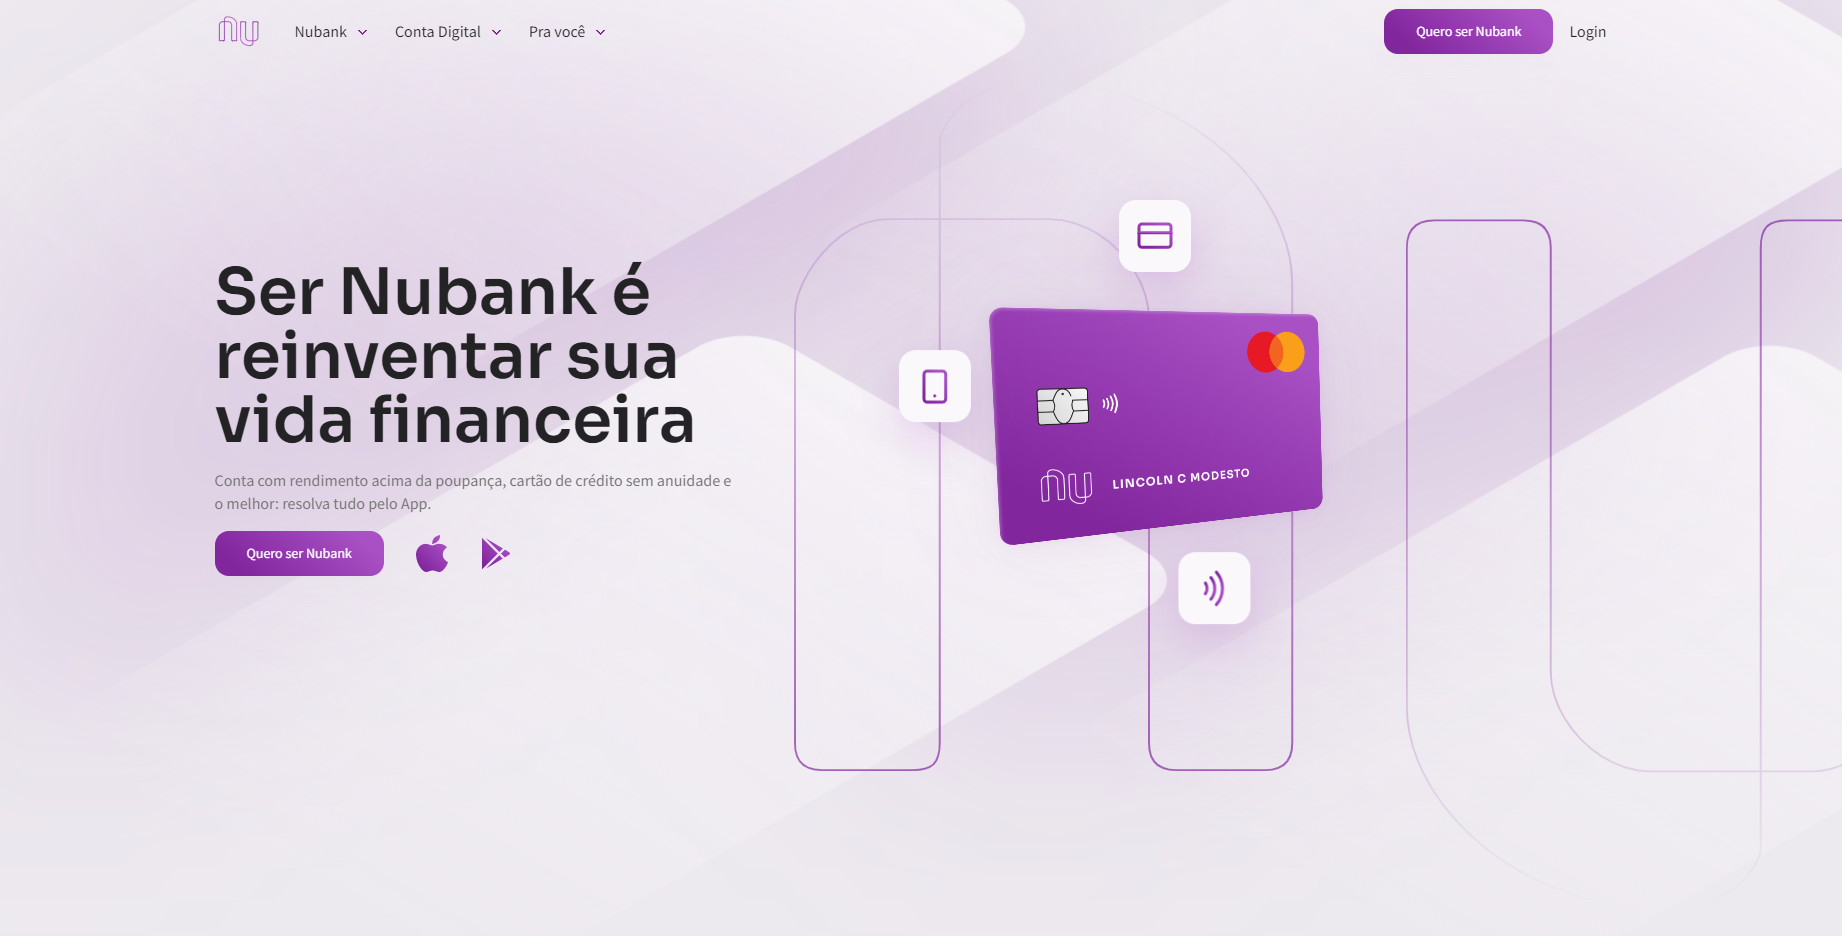 nu
Nubank
Conta Digital
Pra você
Quero ser Nubank
Login
Ser Nubank é
reinventar sua
vida financeira
Conta com rendimento acima da poupança, cartão de crédito sem anuidade e
o melhor: resolva tudo pelo App.
Quero ser Nubank
nu
LINCOLN C MODESTO